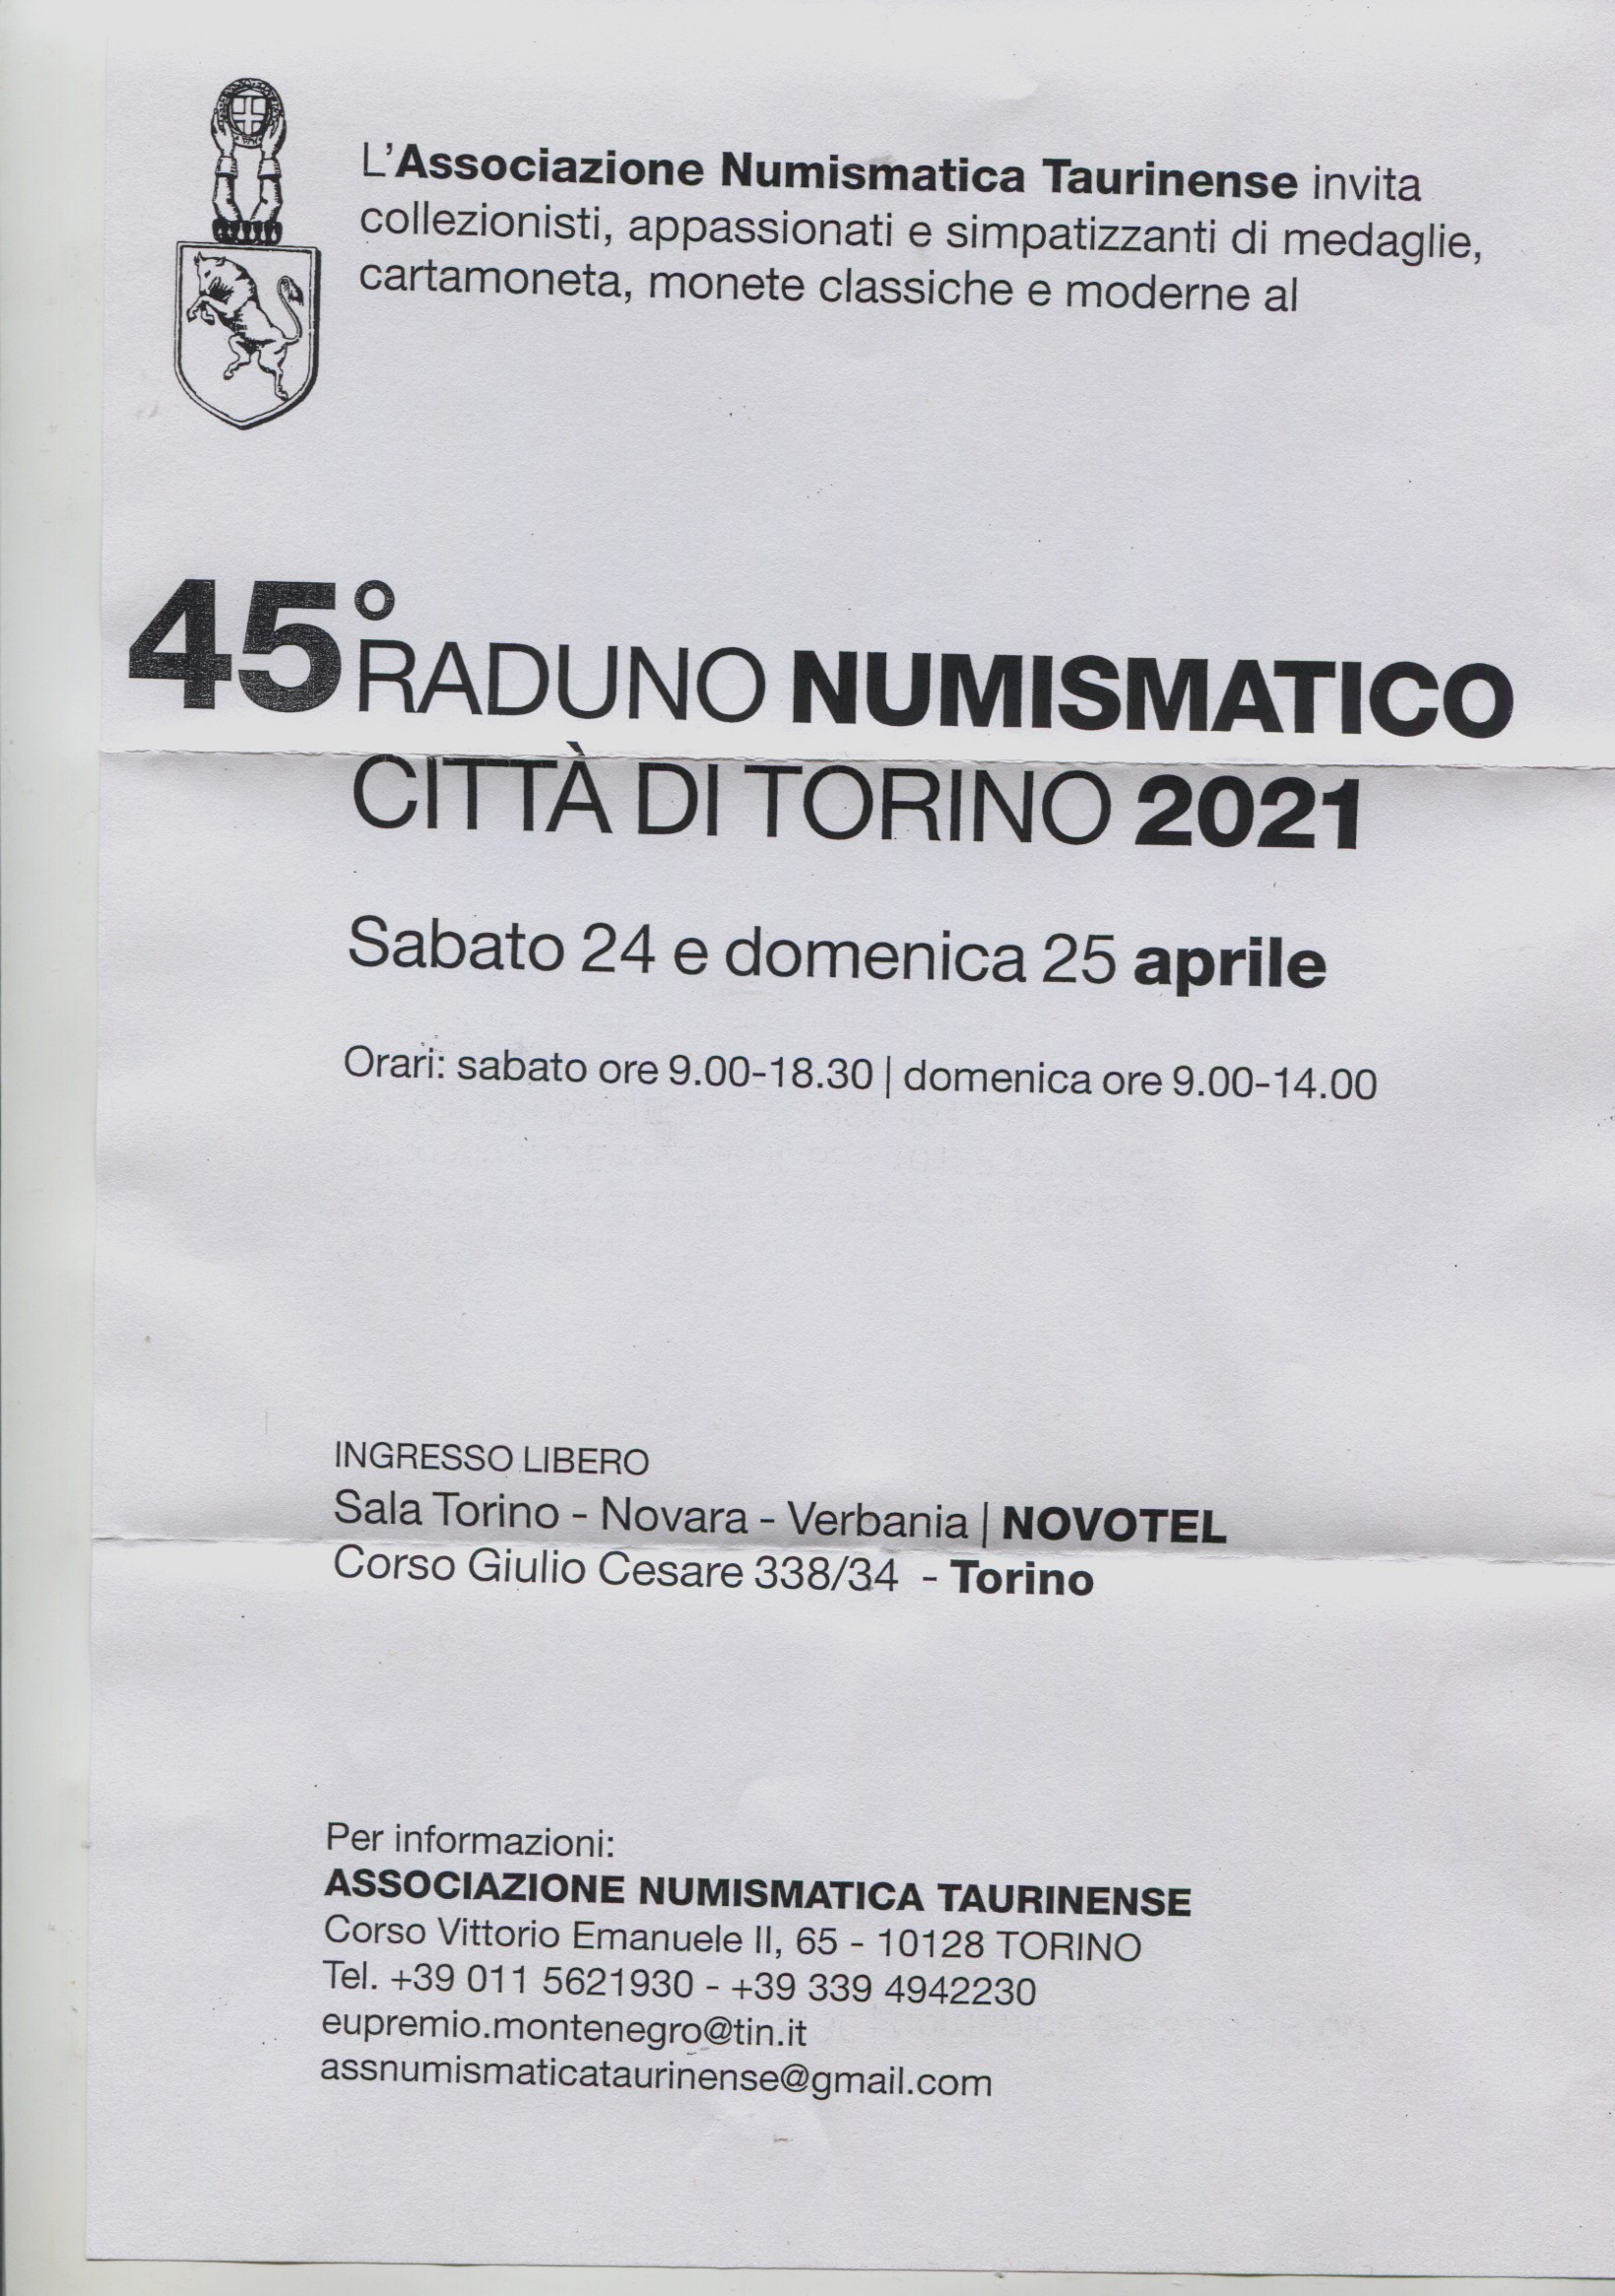 L'Associazione Numismatica Taurinense invita
collezionisti, appassionati e simpatizzanti di medaglie,
cartamoneta, monete classiche e moderne al
45° RADUNO NUMISMATICO
CITTÀ DI TORINO 2021
Sabato 24 e domenica 25 aprile
Orari: sabato ore 9.00-18.30 | domenica ore 9.00-14.00
INGRESSO LIBERO
Sala Torino - Novara - Verbania | NOVOTEL
Corso Giulio Cesare 338/34 - Torino
Per informazioni:
ASSOCIAZIONE NUMISMATICA TAURINENSE
Corso Vittorio Emanuele II, 65 - 10128 TORINO
Tel. +39 011 5621930 - +39 339 4942230
eupremio.montenegro@tin.it
assnumismaticataurinense@gmail.com